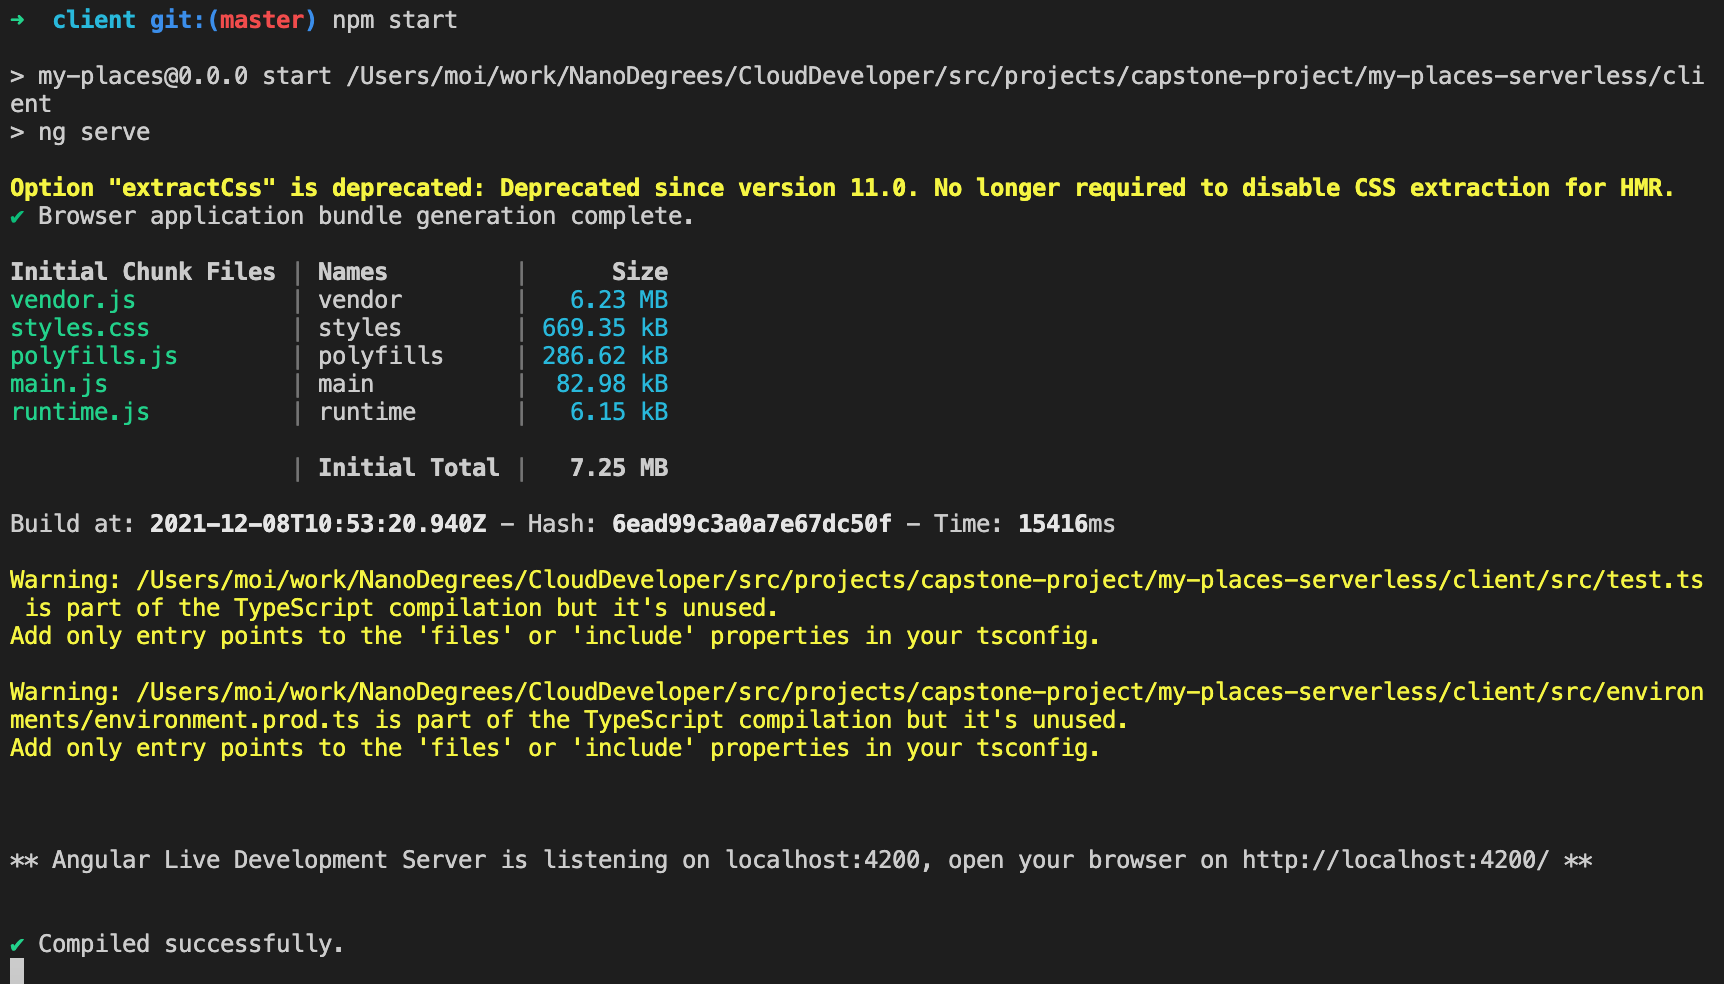 ➜  client git:(master) npm start
> my-places@0.0.0 start /Users/moi/work/NanoDegrees/CloudDeveloper/src/projects/capstone-project/my-places-serverless/cli
ent
> ng serve
Option "extractCss" is deprecated: Deprecated since version 11.0. No longer required to disable CSS extraction for HMR.
✔ Browser application bundle generation complete.
Initial Chunk Files | Names         |      Size
vendor.js           | vendor        |   6.23 MB
styles.css          | styles        | 669.35 kB
polyfills.js        | polyfills     | 286.62 kB
main.js             | main          |  82.98 kB
runtime.js          | runtime       |   6.15 kB
                    | Initial Total |   7.25 MB
Build at: 2021-12-08T10:53:20.940Z - Hash: 6ead99c3a0a7e67dc50f - Time: 15416ms
Warning: /Users/moi/work/NanoDegrees/CloudDeveloper/src/projects/capstone-project/my-places-serverless/client/src/test.ts
 is part of the TypeScript compilation but it's unused.
Add only entry points to the 'files' or 'include' properties in your tsconfig.
Warning: /Users/moi/work/NanoDegrees/CloudDeveloper/src/projects/capstone-project/my-places-serverless/client/src/environ
ments/environment.prod.ts is part of the TypeScript compilation but it's unused.
Add only entry points to the 'files' or 'include' properties in your tsconfig.
** Angular Live Development Server is listening on localhost:4200, open your browser on http://localhost:4200/ **
✔ Compiled successfully.